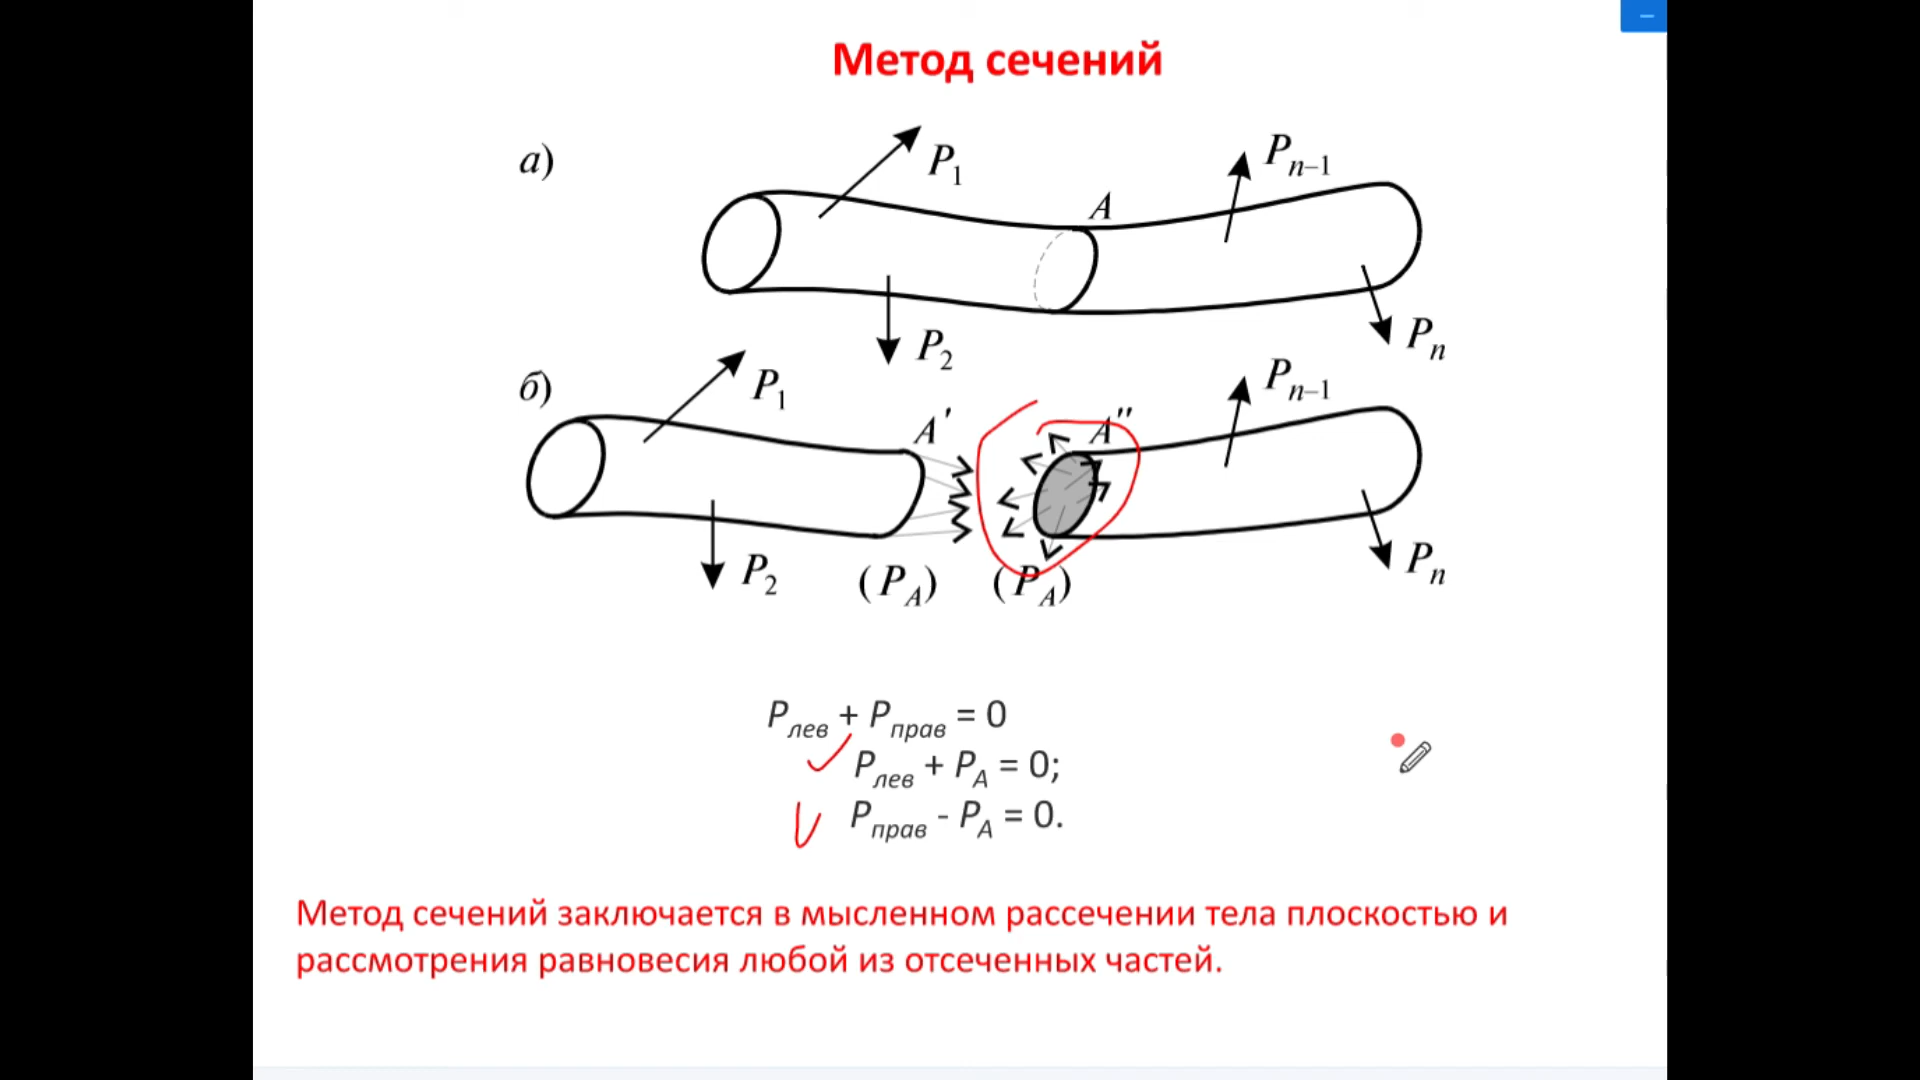 Метод сечений
а)
P1
A
Pn–1
P2
Pn
б)
P1
A'
A''
Pn–1
P2
(PA)
(PA)
Pn
Pлев + Pправ = 0
Pлев + PA = 0;
Pправ - PA = 0.
Метод сечений заключается в мысленном рассечении тела плоскостью и
рассмотрения равновесия любой из отсеченных частей.